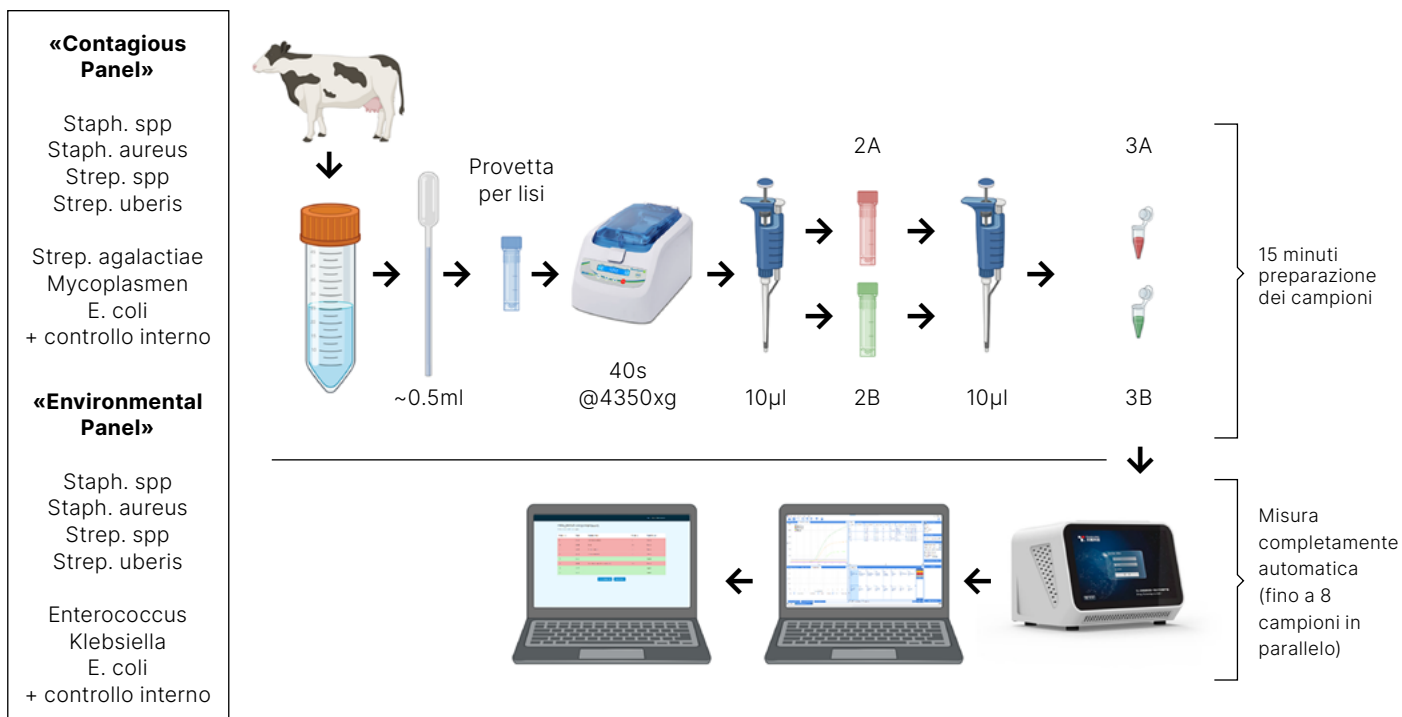 «Contagious
Panel»
Staph. spp
Staph. aureus
Strep. spp
Strep. uberis
Strep. agalactiae
Mycoplasmen
E. coli
+ controllo interno
«Environmental
Panel»
Staph. spp
Staph. aureus
Strep. spp
Strep. uberis
Enterococcus
Klebsiella
E. coli
+ controllo interno
Provetta
per lisi
2A
3A
~0.5ml
40s
@4350xg
10µl
2B
10µl
3B
15 minuti
preparazione
dei campioni
Misura
completamente
automatica
(fino a 8
campioni in
parallelo)